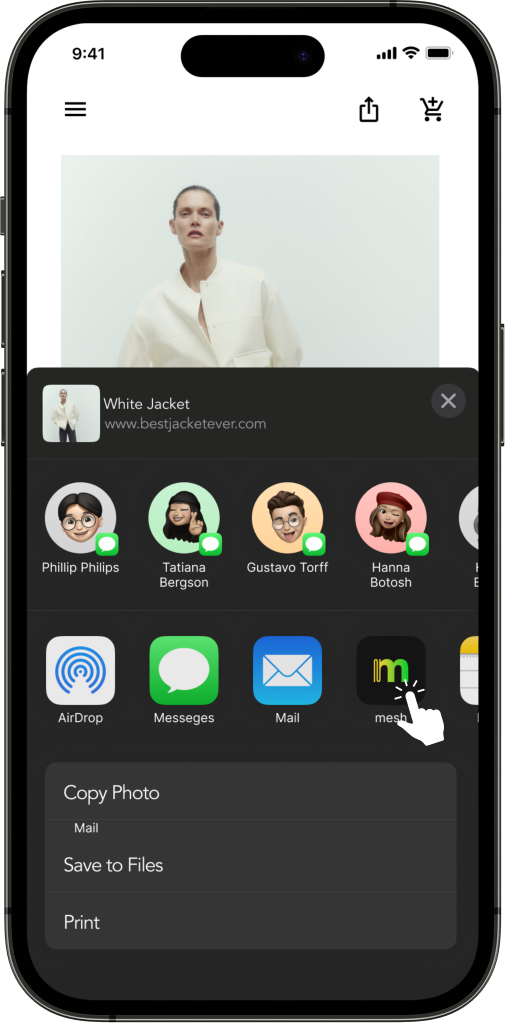 9:41
White Jacket
www.bestjacketever.com
Phillip Philips
Tatiana
Bergson
Gustavo Torff
Hanna
Botosh
AirDrop
Messeges
Mail
m
mesh
Copy Photo
Mail
Save to Files
Print